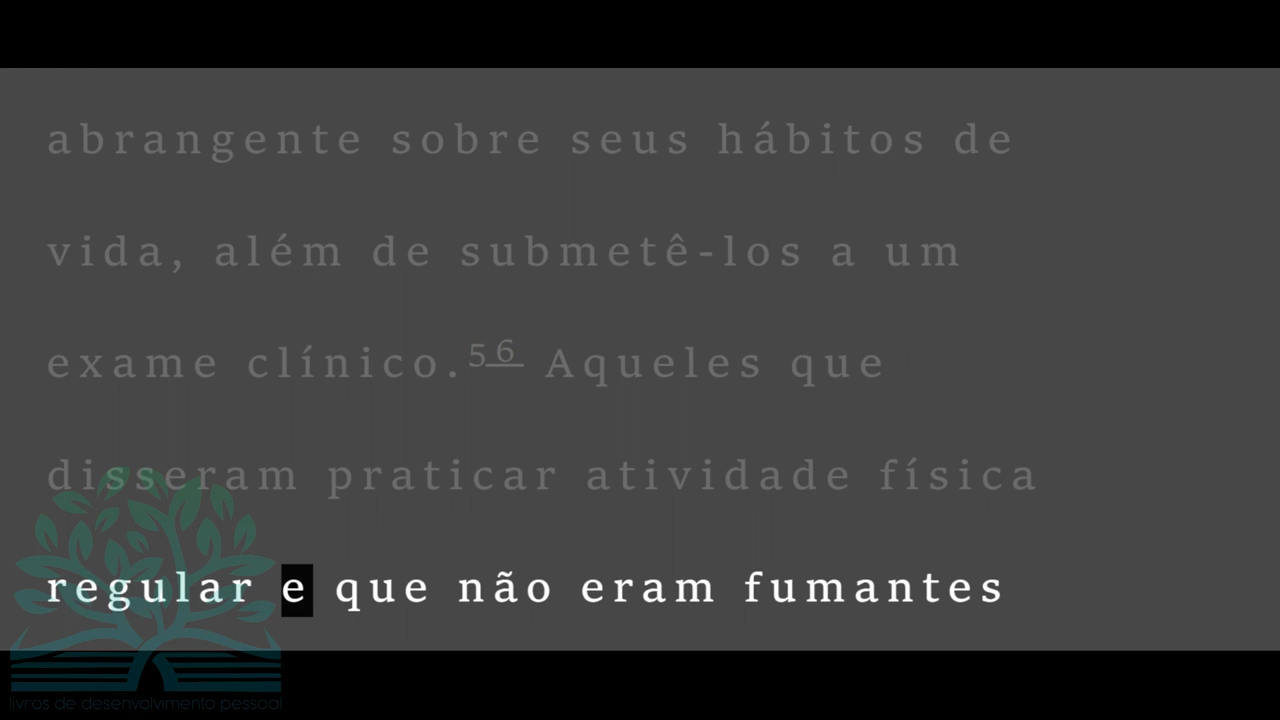 abrangente sobre seus hábitos de
vida, além de submetê-los a um
exame clínico.56 Aqueles que
disseram praticar atividade física
regular e que não eram fumantes
livros de desenvolvimento pessoal